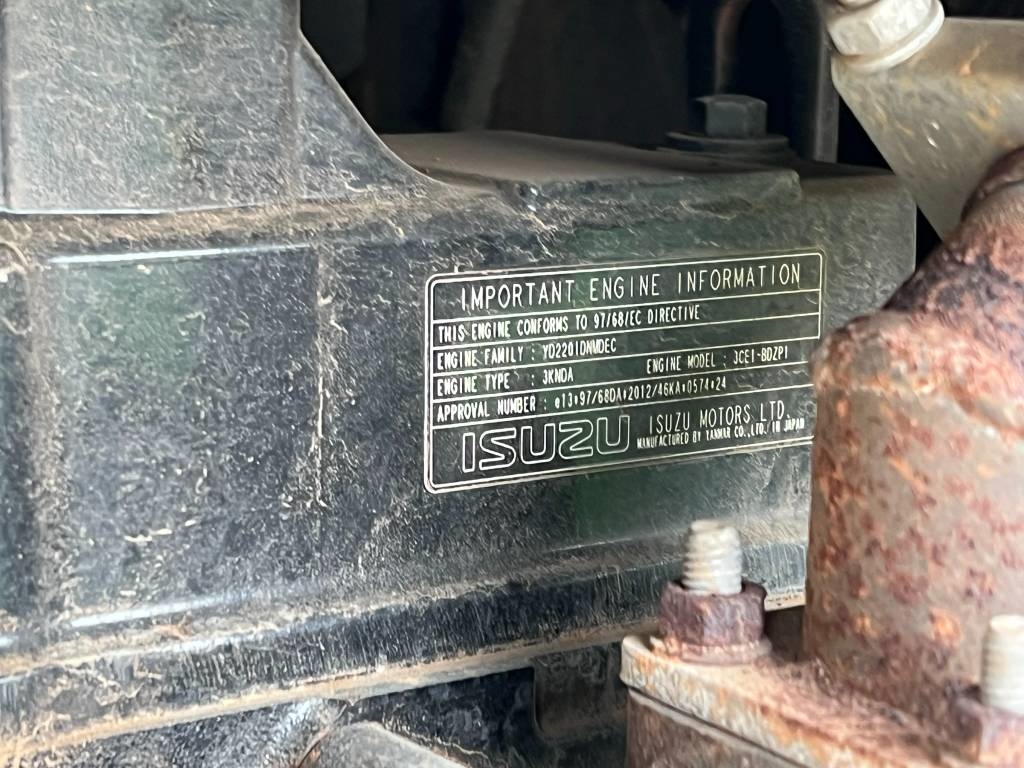 IMPORTANT ENGINE INFORMATION
THIS ENGINE CONFORMS TO 97/68/EC DIRECTIVE
ENGINE FAMILY : YD2201DNMDEC
ENGINE TYPE : 3KNDA ENGINE MODEL : 3CE1-BDZP1
APPROVAL NUMBER : e13*97/68DA*2012/46KA*0574*24
ISUZU ISUZU MOTORS LTD.
MANUFACTURED BY YANMAR CO.,LTD. IN JAPAN